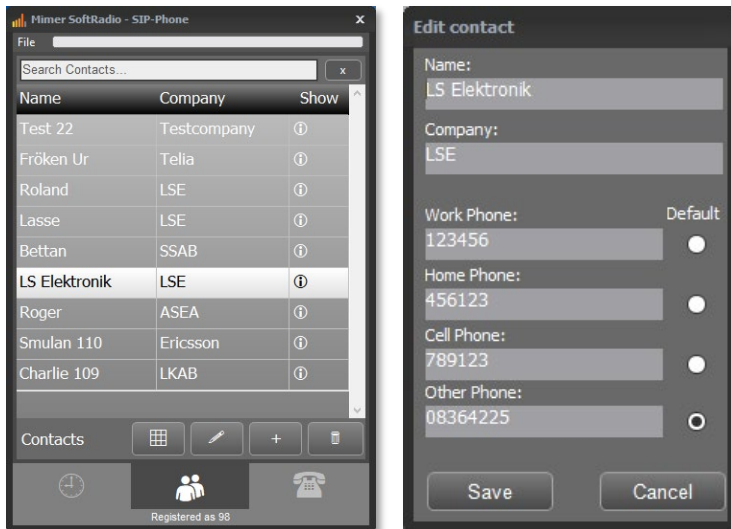 Mimer SoftRadio - SIP-Phone x
File
Search Contacts... x
Name Company Show
Test 22 Testcompany
Fröken Ur Telia
Roland LSE
Lasse LSE
Bettan SSAB
LS Elektronik LSE
Roger ASEA
Smulan 110 Ericsson
Charlie 109 LKAB
Contacts +
Registered as 98
Edit contact
Name:
LS Elektronik
Company:
LSE
Work Phone: Default
123456
Home Phone:
456123
Cell Phone:
789123
Other Phone:
08364225
Save Cancel